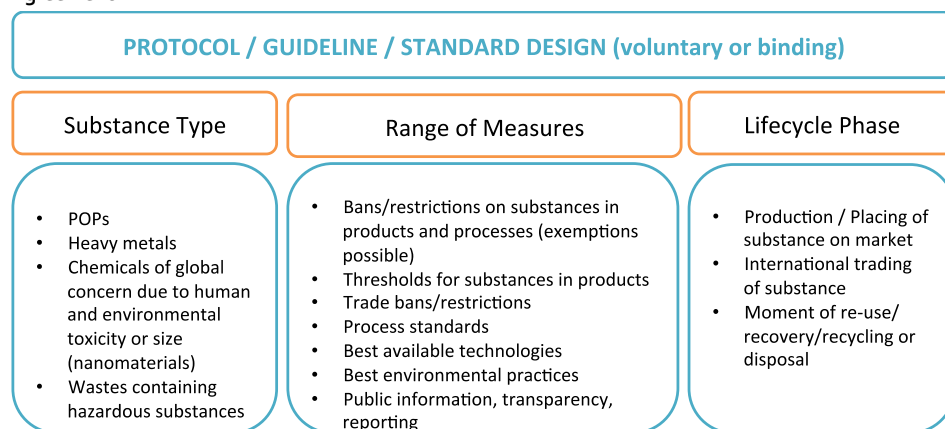 PROTOCOL / GUIDELINE / STANDARD DESIGN (voluntary or binding)
Substance Type
• POPs
• Heavy metals
• Chemicals of global
concern due to human
and environmental
toxicity or size
(nanomaterials)
• Wastes containing
hazardous substances
Range of Measures
• Bans/restrictions on substances in
products and processes (exemptions
possible)
• Thresholds for substances in products
• Trade bans/restrictions
• Process standards
• Best available technologies
• Best environmental practices
• Public information, transparency,
reporting
Lifecycle Phase
• Production / Placing of
substance on market
• International trading
of substance
• Moment of re-use/
recovery/recycling or
disposal